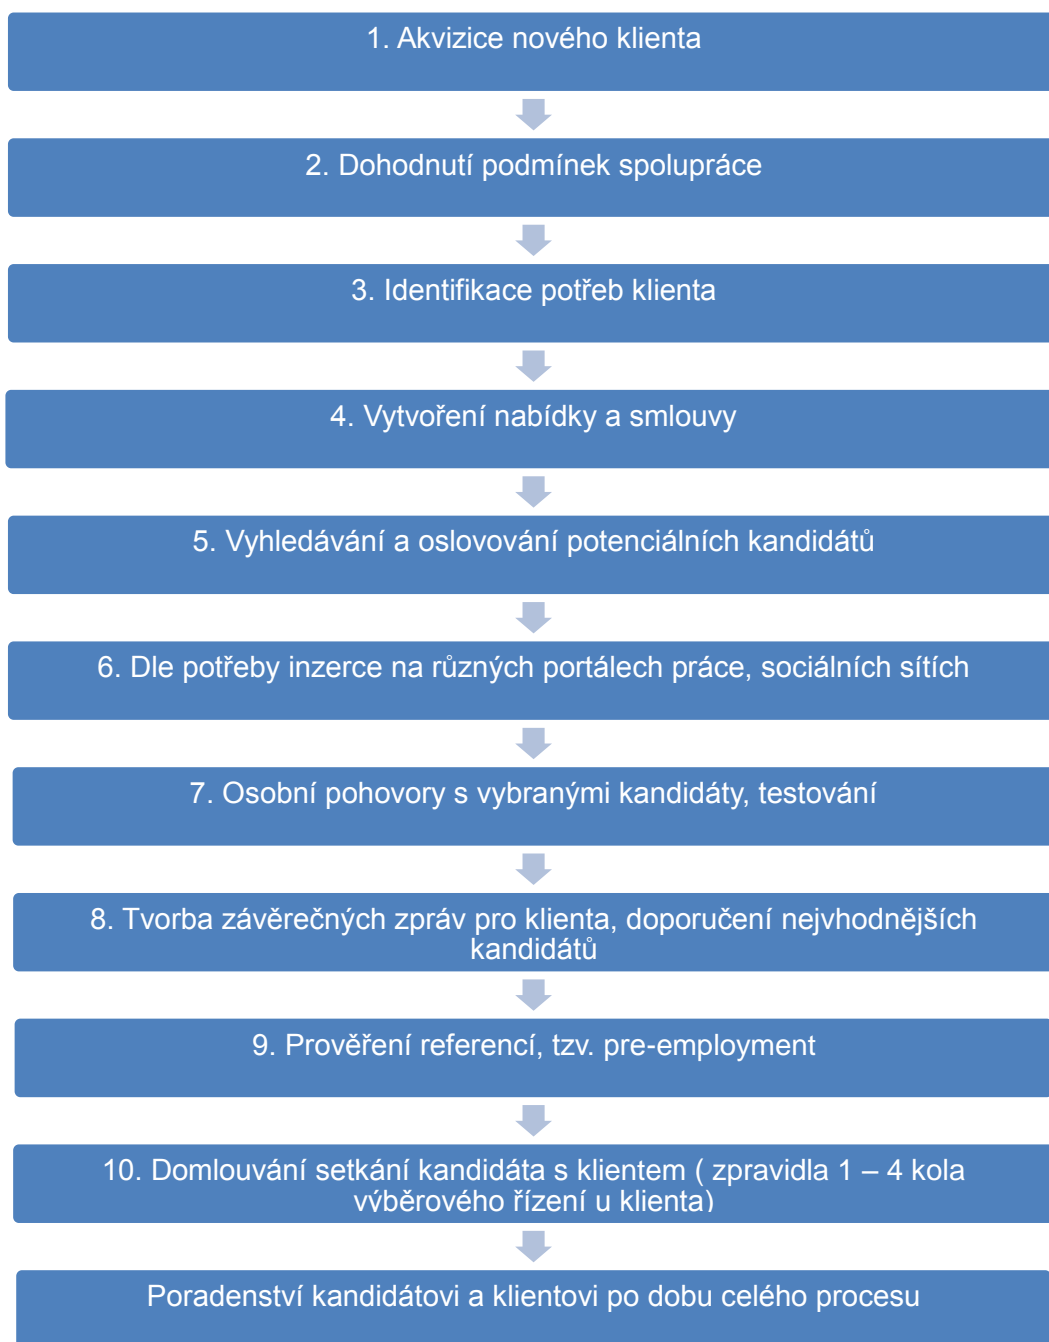 1. Akvizice nového klienta
2. Dohodnutí podmínek spolupráce
3. Identifikace potřeb klienta
4. Vytvoření nabídky a smlouvy
5. Vyhledávání a oslovování potenciálních kandidátů
6. Dle potřeby inzerce na různých portálech práce, sociálních sítích
7. Osobní pohovory s vybranými kandidáty, testování
8. Tvorba závěrečných zpráv pro klienta, doporučení nejvhodnějších
kandidátů
9. Prověření referencí, tzv. pre-employment
10. Domlouvání setkání kandidáta s klientem ( zpravidla 1 – 4 kola
výběrového řízení u klienta)
Poradenství kandidátovi a klientovi po dobu celého procesu